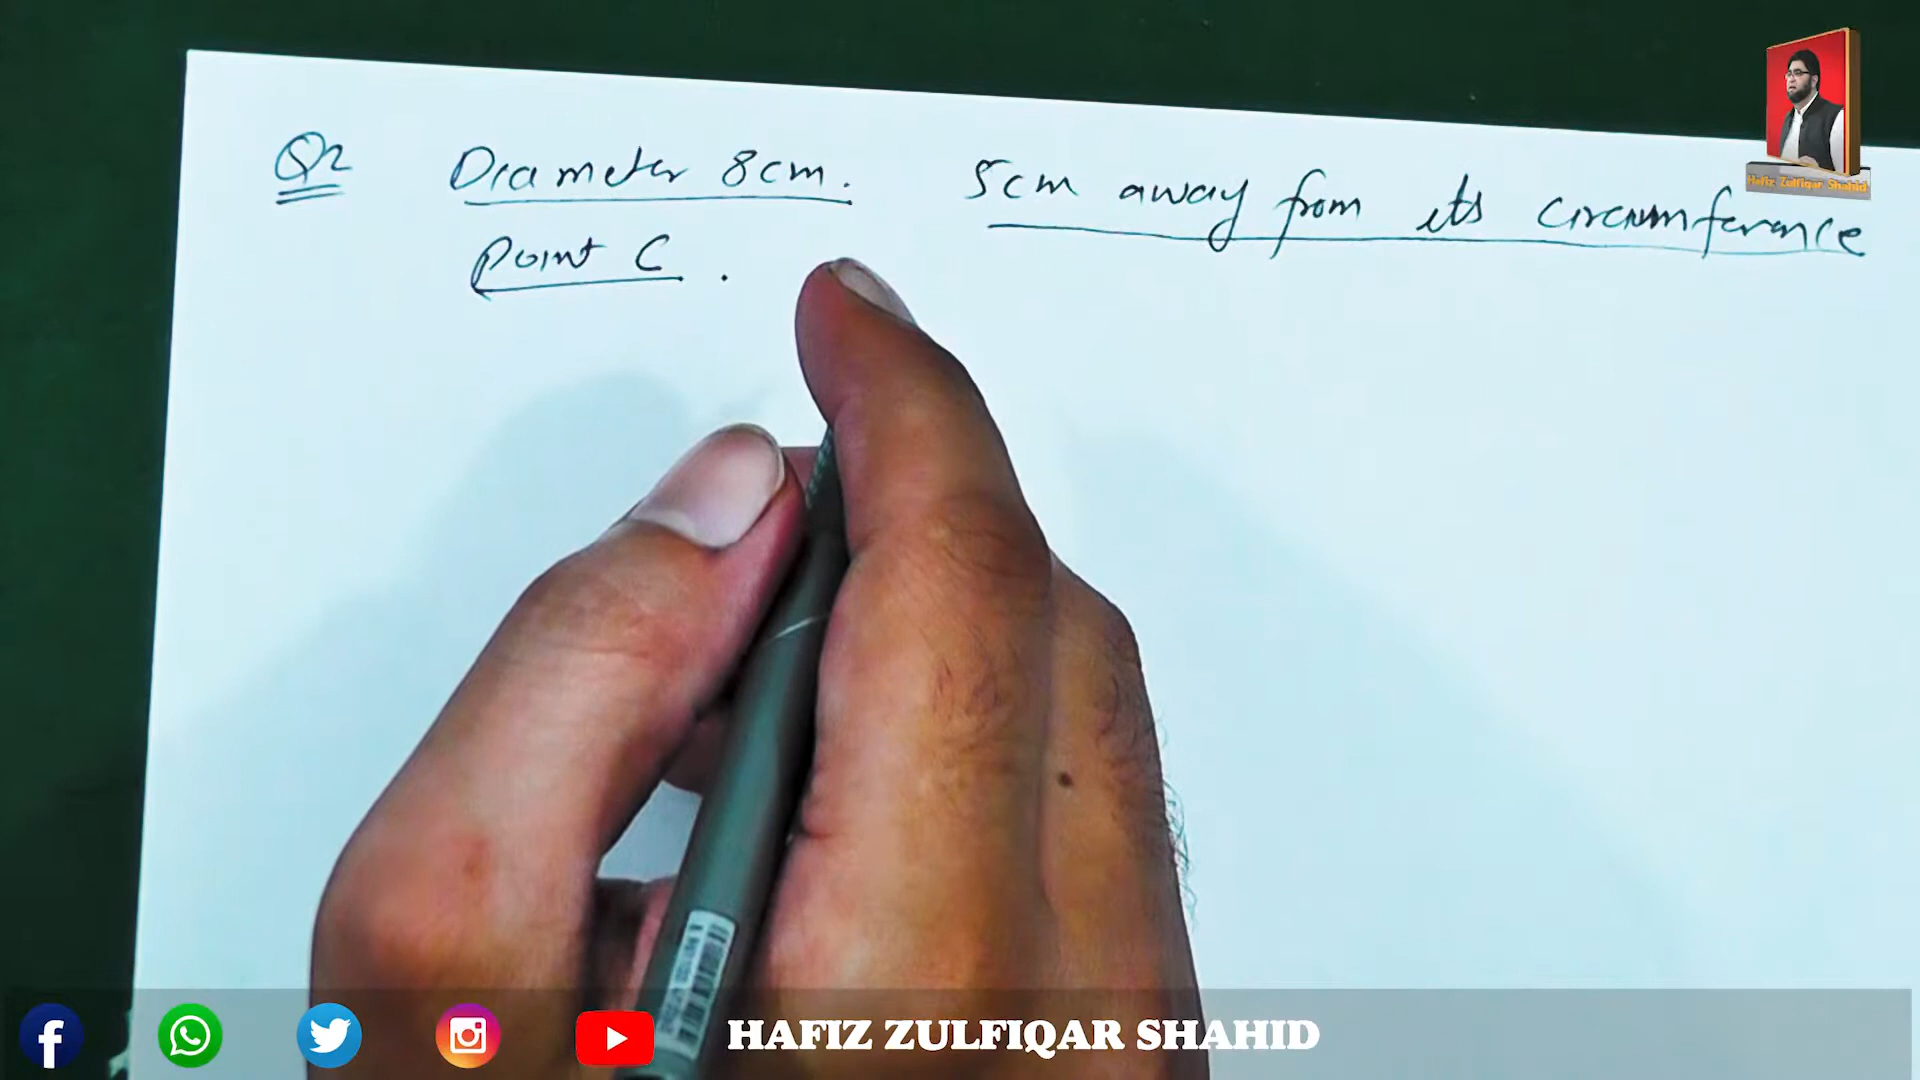 Q2 Diameter 8cm. 5cm away from its circumference
point C .
Hafiz Zulfiqar Shahid
HAFIZ ZULFIQAR SHAHID